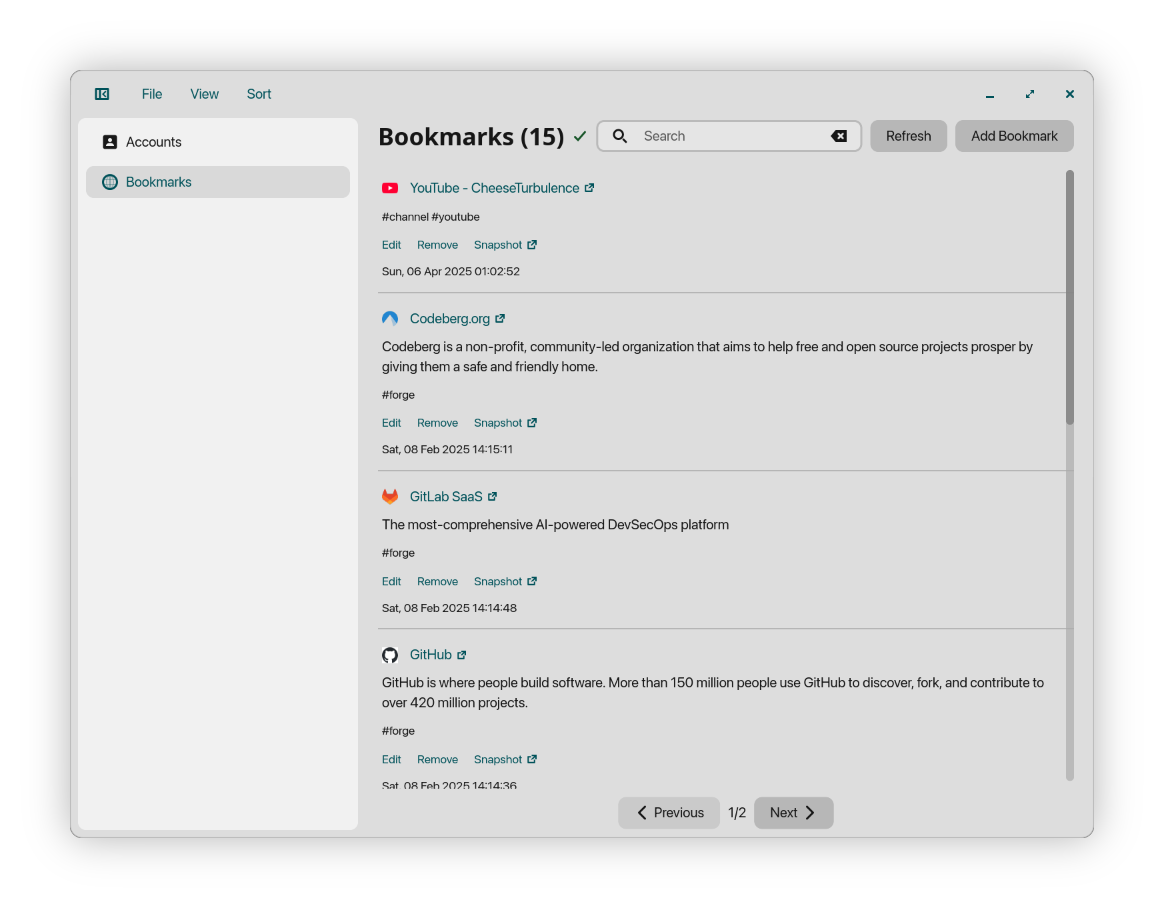 File View Sort
Accounts
Bookmarks
Bookmarks (15)
Search
Refresh
Add Bookmark
YouTube - CheeseTurbulence
#channel #youtube
Edit Remove Snapshot
Sun, 06 Apr 2025 01:02:52
Codeberg.org
Codeberg is a non-profit, community-led organization that aims to help free and open source projects prosper by
giving them a safe and friendly home.
#forge
Edit Remove Snapshot
Sat, 08 Feb 2025 14:15:11
GitLab SaaS
The most-comprehensive AI-powered DevSecOps platform
#forge
Edit Remove Snapshot
Sat, 08 Feb 2025 14:14:48
GitHub
GitHub is where people build software. More than 150 million people use GitHub to discover, fork, and contribute to
over 420 million projects.
#forge
Edit Remove Snapshot
Sat, 08 Feb 2025 14:14:36
Previous 1/2 Next